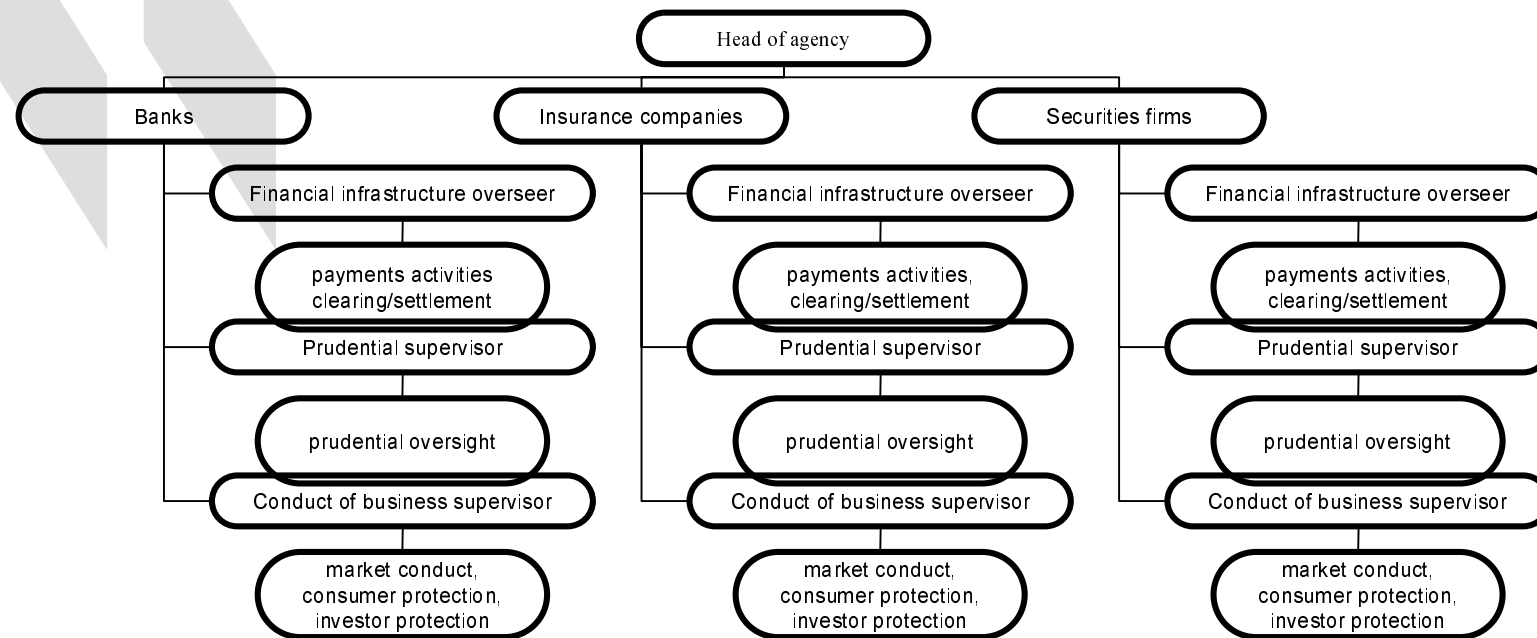 Head of agency
Banks
Insurance companies
Securities firms
Financial infrastructure overseer
Financial infrastructure overseer
Financial infrastructure overseer
payments activities
clearing/settlement
payments activities,
clearing/settlement
payments activities,
clearing/settlement
Prudential supervisor
Prudential supervisor
Prudential supervisor
prudential oversight
prudential oversight
prudential oversight
Conduct of business supervisor
Conduct of business supervisor
Conduct of business supervisor
market conduct,
consumer protection,
investor protection
market conduct,
consumer protection,
investor protection
market conduct,
consumer protection,
investor protection